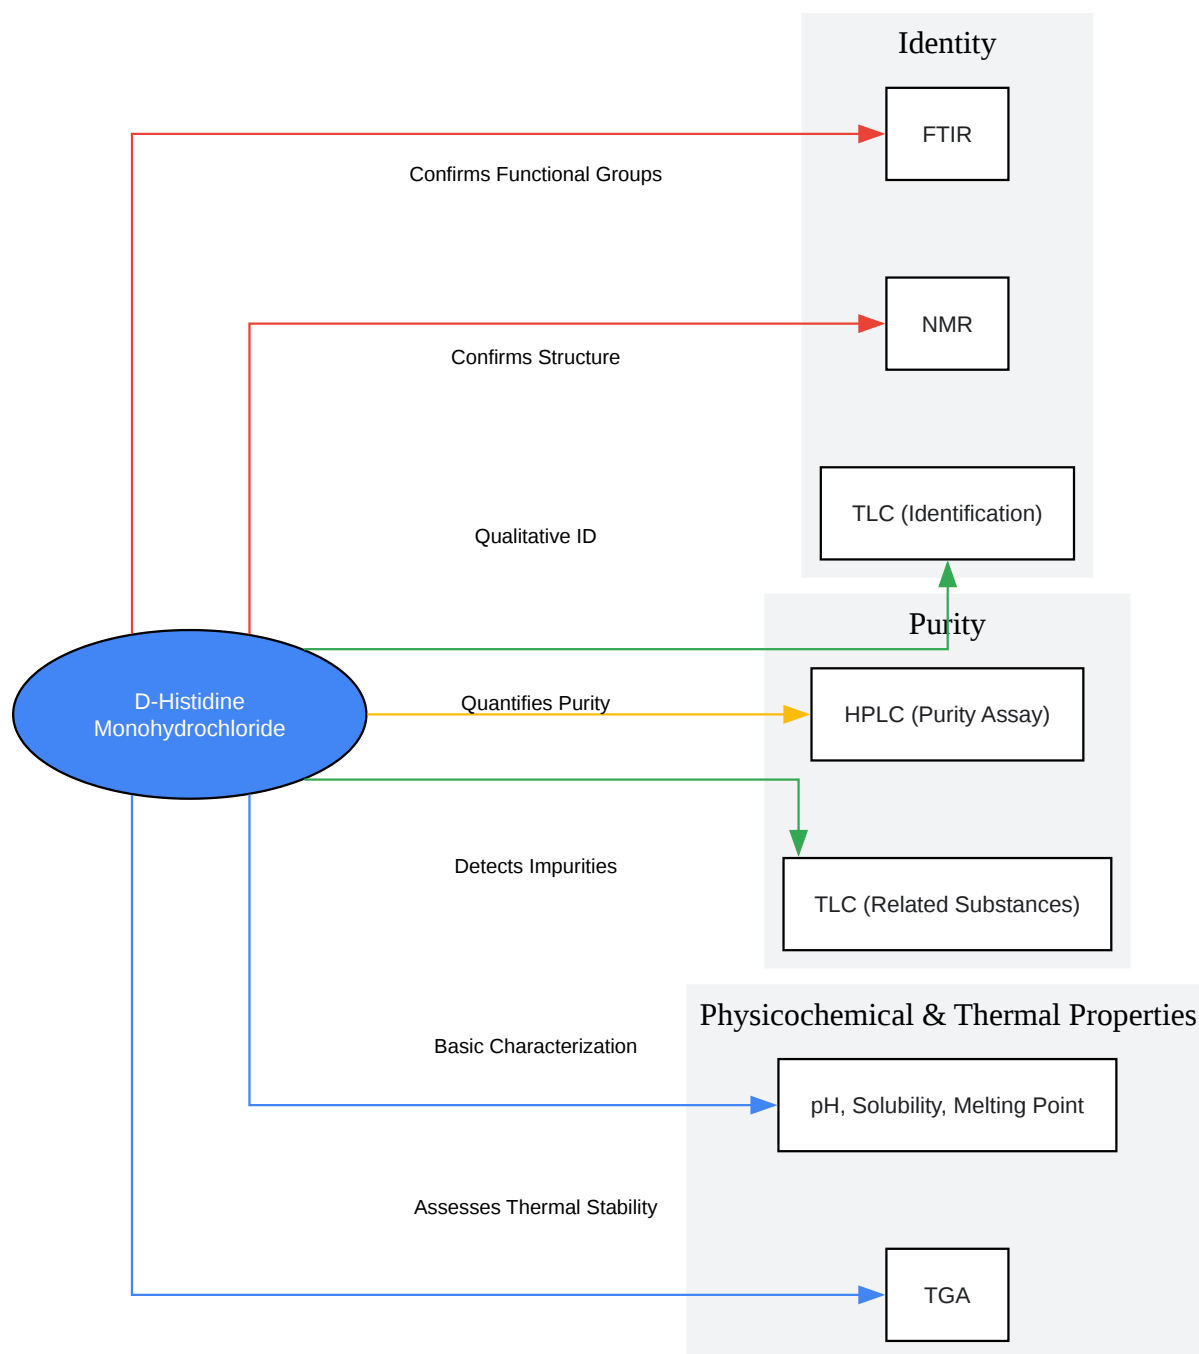 Identity
FTIR
Confirms Functional Groups
NMR
Confirms Structure
TLC (Identification)
Qualitative ID
Purity
D-Histidine
Monohydrochloride
Quantifies Purity
HPLC (Purity Assay)
Detects Impurities
TLC (Related Substances)
Physicochemical & Thermal Properties
Basic Characterization
pH, Solubility, Melting Point
Assesses Thermal Stability
TGA